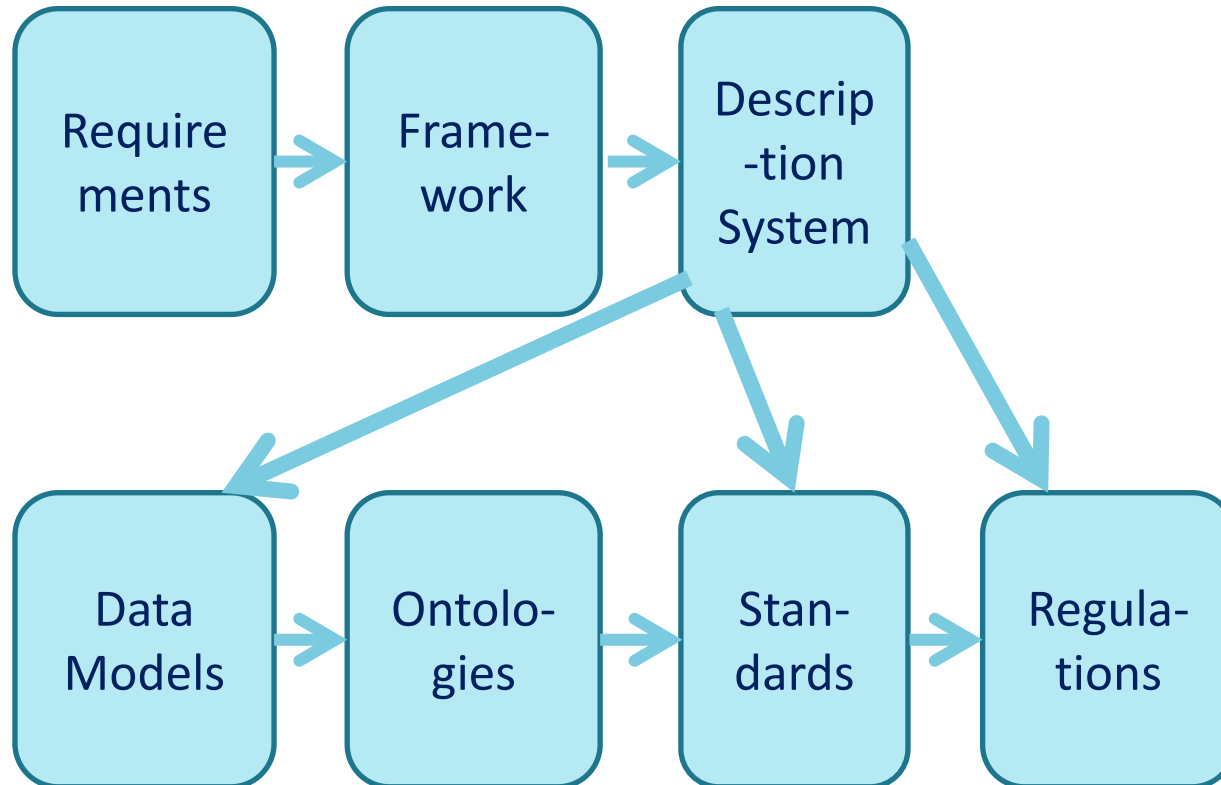 Require
ments
Frame-
work
Descrip
-tion
System
Data
Models
Ontolo-
gies
Stan-
dards
Regula-
tions